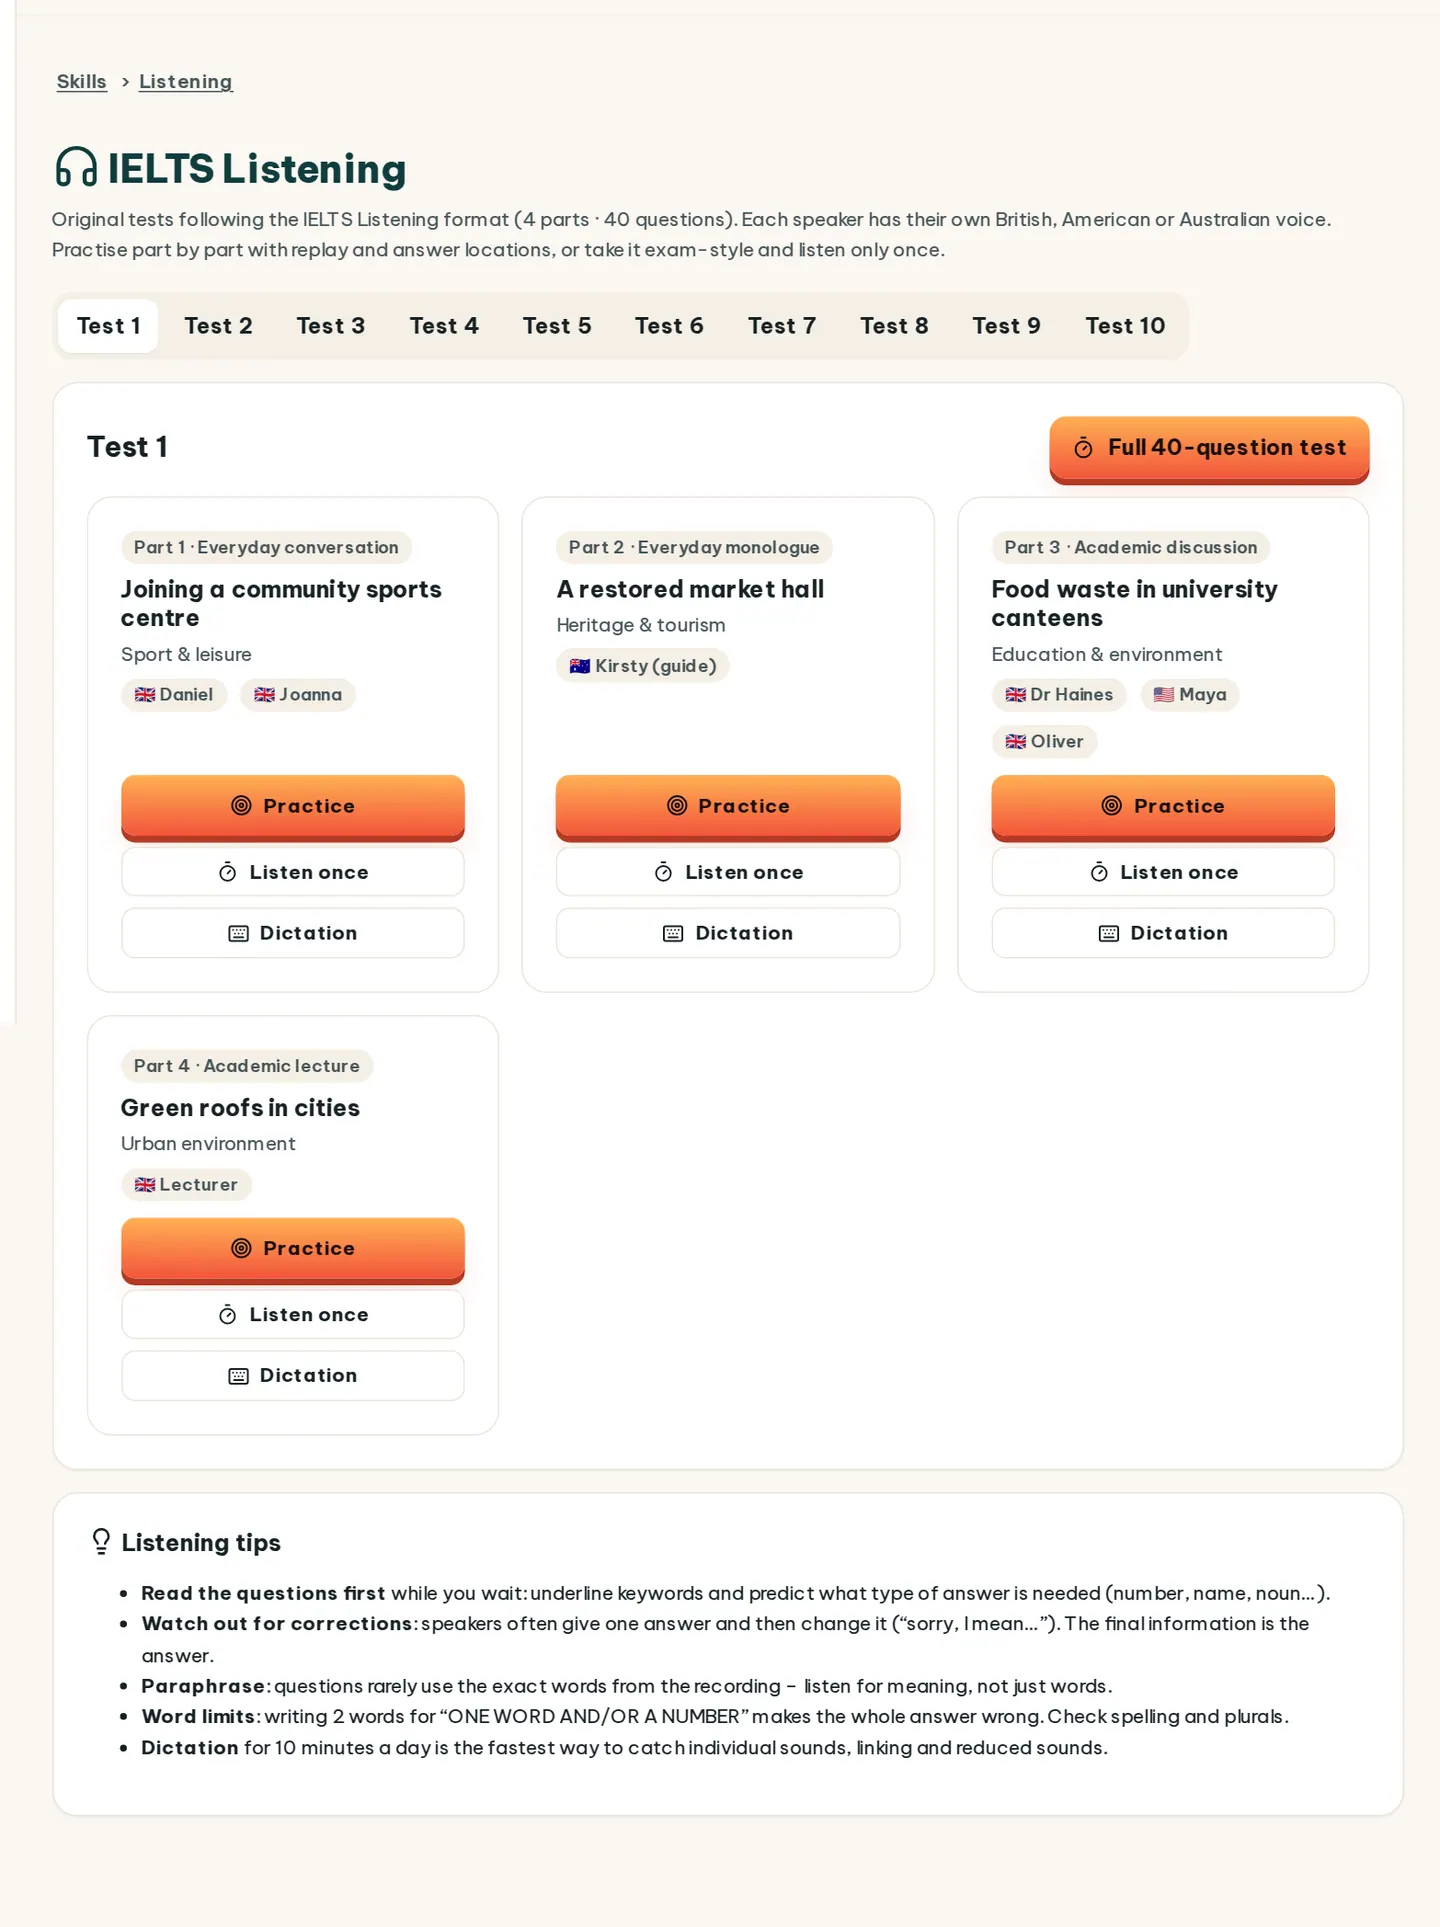 Skills › Listening
IELTS Listening
Original tests following the IELTS Listening format (4 parts · 40 questions). Each speaker has their own British, American or Australian voice.
Practise part by part with replay and answer locations, or take it exam-style and listen only once.
Test 1 Test 2 Test 3 Test 4 Test 5 Test 6 Test 7 Test 8 Test 9 Test 10
Test 1
Full 40-question test
Part 1 · Everyday conversation
Joining a community sports
centre
Sport & leisure
🇬🇧 Daniel 🇬🇧 Joanna
Practice
Listen once
Dictation
Part 2 · Everyday monologue
A restored market hall
Heritage & tourism
🇦🇺 Kirsty (guide)
Practice
Listen once
Dictation
Part 3 · Academic discussion
Food waste in university
canteens
Education & environment
🇬🇧 Dr Haines 🇺🇸 Maya
🇬🇧 Oliver
Practice
Listen once
Dictation
Part 4 · Academic lecture
Green roofs in cities
Urban environment
🇬🇧 Lecturer
Practice
Listen once
Dictation
Listening tips
• Read the questions first while you wait: underline keywords and predict what type of answer is needed (number, name, noun…).
• Watch out for corrections: speakers often give one answer and then change it (“sorry, I mean…”). The final information is the
answer.
• Paraphrase: questions rarely use the exact words from the recording – listen for meaning, not just words.
• Word limits: writing 2 words for “ONE WORD AND/OR A NUMBER” makes the whole answer wrong. Check spelling and plurals.
• Dictation for 10 minutes a day is the fastest way to catch individual sounds, linking and reduced sounds.